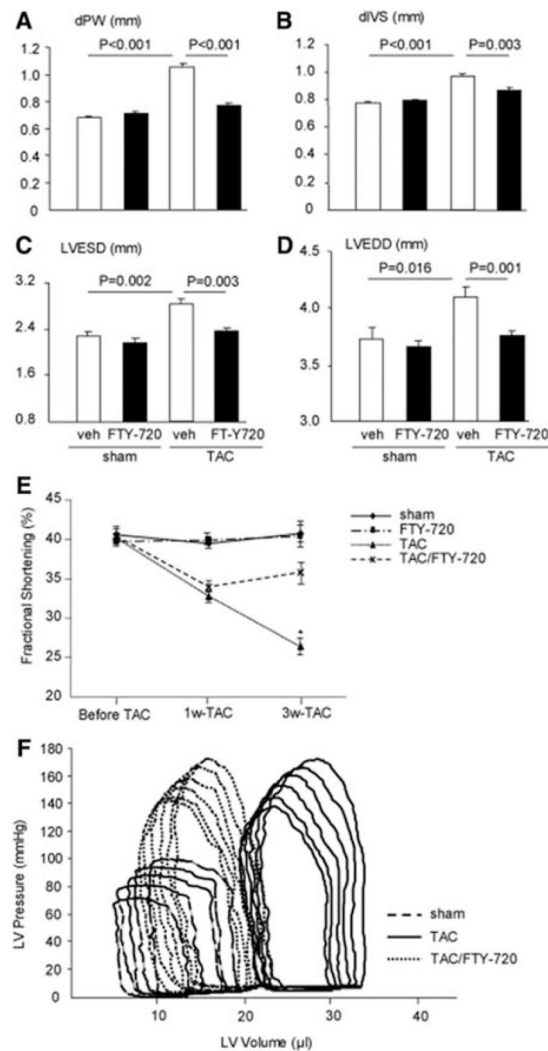 A
dPW (mm)
P<0.001 P<0.001
1.2
1.0
0.8
0.6
0.4
0.2
0
B
dIVS (mm)
P<0.001 P=0.003
1.2
1.0
0.8
0.6
0.4
0.2
0
C
LVESD (mm)
P=0.002 P=0.003
3.2
2.4
1.6
0.8
veh FTY-720 veh FT-Y720
sham TAC
D
LVEDD (mm)
P=0.016 P=0.001
4.5
4.0
3.5
3.0
veh FTY-720 veh FTY-720
sham TAC
E
Fractional Shortening (%)
45
40
35
30
25
20
*
Before TAC 1w-TAC 3w-TAC
sham
FTY-720
TAC
TAC/FTY-720
F
LV Pressure (mmHg)
180
160
140
120
100
80
60
40
20
0
10 20 30 40
LV Volume (µl)
sham
TAC
TAC/FTY-720